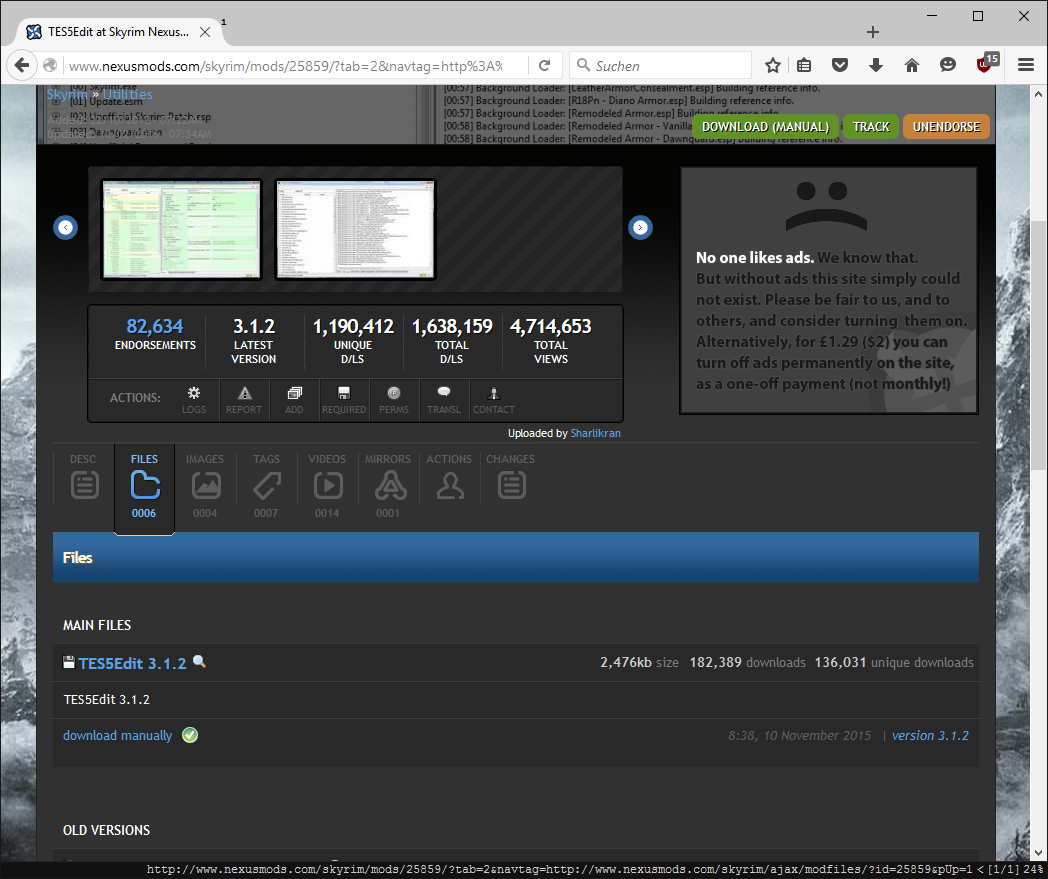 TES5Edit at Skyrim Nexus...
1
www.nexusmods.com/skyrim/mods/25859/?tab=2&navtag=http%3A%
Suchen
15
[00] Skyrim.exe
Skyrim » Utilities
[01] Update.esm
[02] Unofficial Skyrim Patch.esp
07:34AM
[03] Dawnguard.esm
[00:57] Background Loader: [LeatherArmorConsealment.esp] Building reference info.
[00:57] Background Loader: [R18Pn - Diano Armor.esp] Building reference info.
[00:57] Background Loader: [Remodeled Armor.esp] Building reference info.
[00:58] Background Loader: [Remodeled Armor - Vanilla
[00:58] Background Loader: [Remodeled Armor - Dawnguard.esp] Building reference info.
DOWNLOAD (MANUAL)
TRACK
UNENDORSE
No one likes ads. We know that.
But without ads this site simply could
not exist. Please be fair to us, and to
others, and consider turning them on.
Alternatively, for £1.29 ($2) you can
turn off ads permanently on the site,
as a one-off payment (not monthly!)
82,634 3.1.2 1,190,412 1,638,159 4,714,653
ENDORSEMENTS LATEST UNIQUE TOTAL TOTAL
VERSION D/LS D/LS VIEWS
ACTIONS: LOGS REPORT ADD REQUIRED PERMS TRANSL CONTACT
Uploaded by Sharlikran
DESC FILES IMAGES TAGS VIDEOS MIRRORS ACTIONS CHANGES
0006 0004 0007 0014 0001
Files
MAIN FILES
TES5Edit 3.1.2 2,476kb size 182,389 downloads 136,031 unique downloads
TES5Edit 3.1.2
download manually 8:38, 10 November 2015 | version 3.1.2
OLD VERSIONS
http://www.nexusmods.com/skyrim/mods/25859/?tab=2&navtag=http://www.nexusmods.com/skyrim/ajax/modfiles/?id=25859&pUp=1 < [1/1] 24%